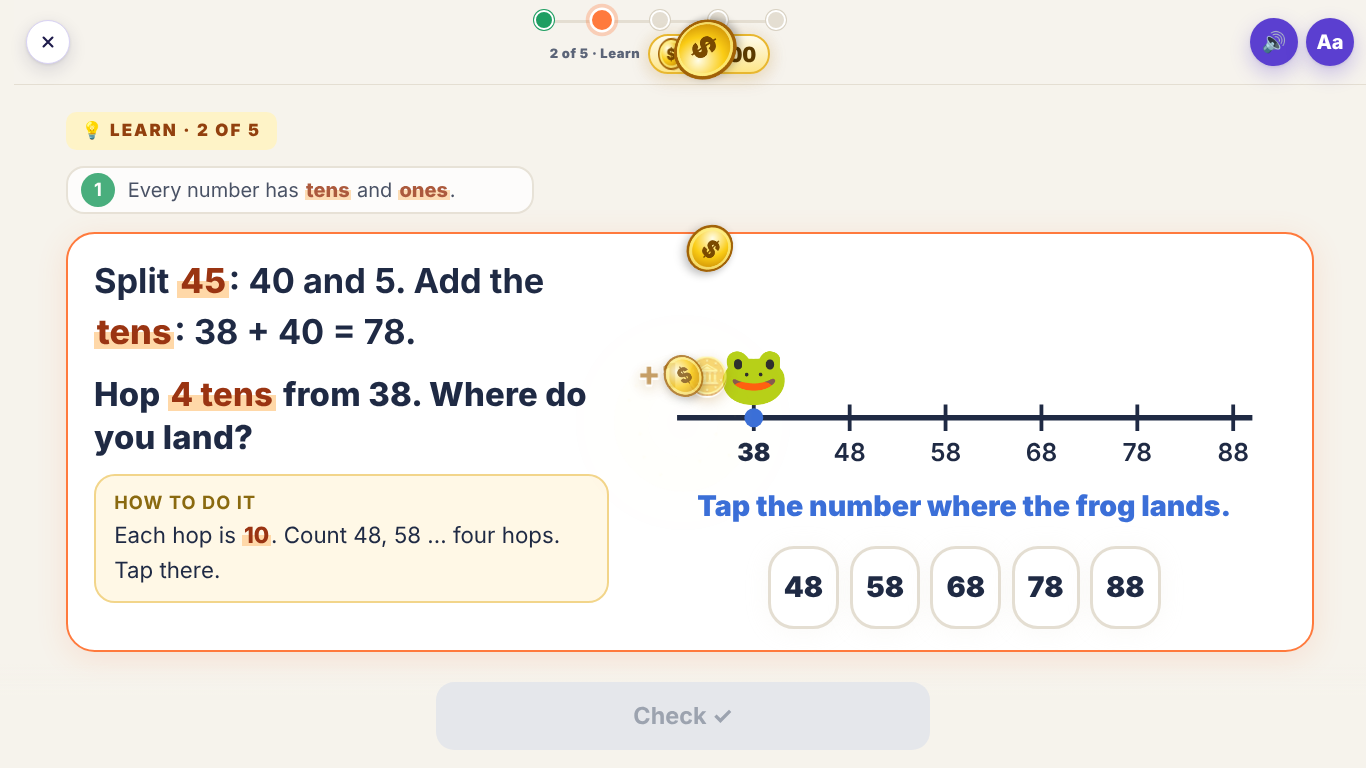 2 of 5 · Learn
Aa
💡 LEARN · 2 OF 5
1 Every number has tens and ones.
Split 45: 40 and 5. Add the
tens: 38 + 40 = 78.
Hop 4 tens from 38. Where do
you land?
HOW TO DO IT
Each hop is 10. Count 48, 58 ... four hops.
Tap there.
+
38 48 58 68 78 88
Tap the number where the frog lands.
48 58 68 78 88
Check ✓